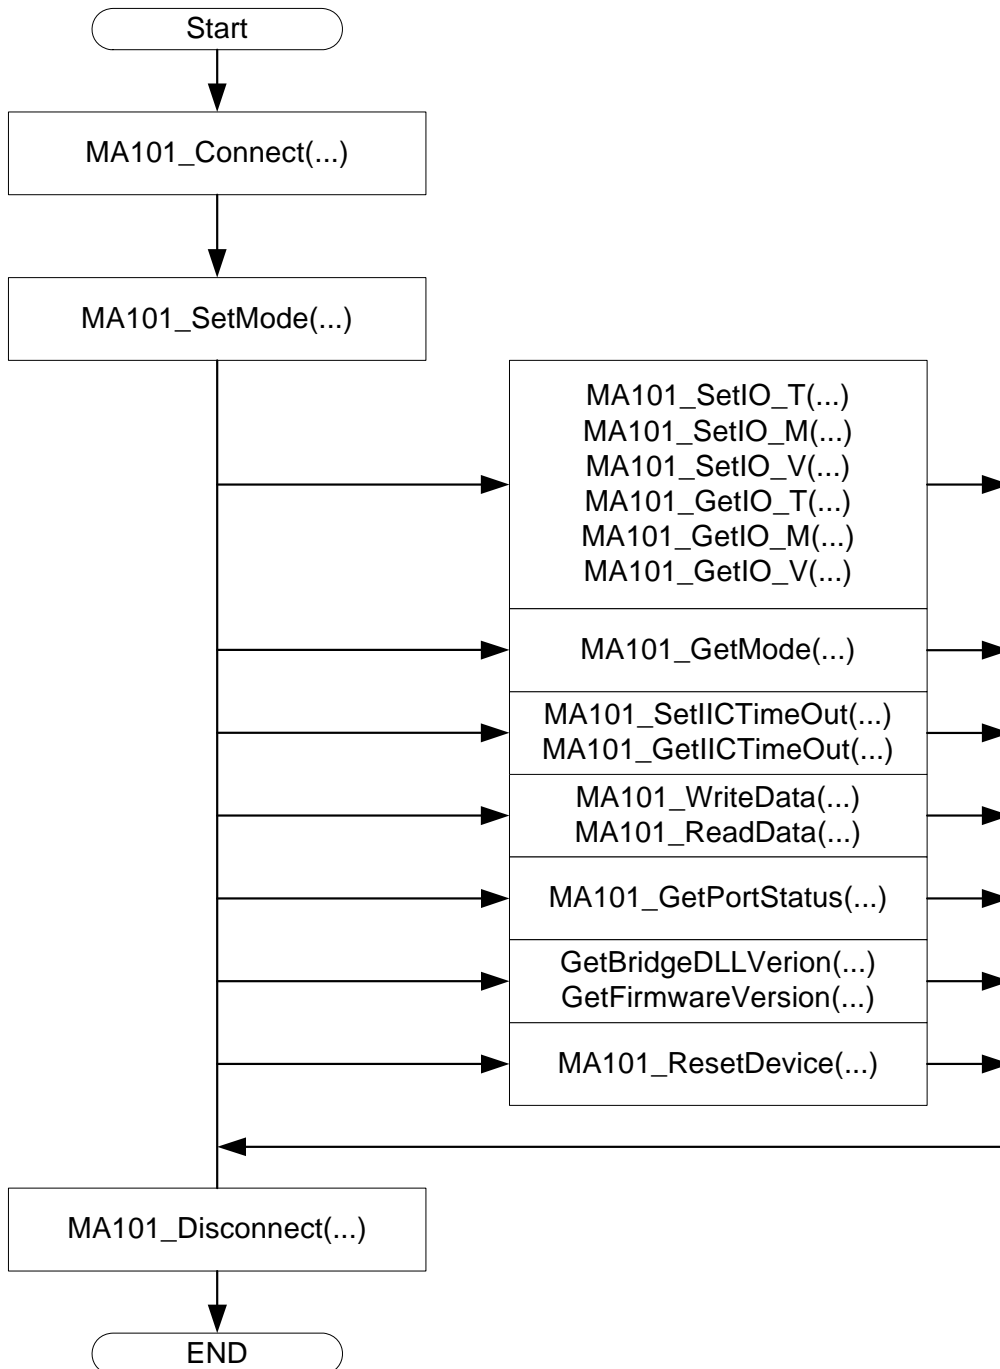 Start
MA101_Connect(...)
MA101_SetMode(...)
MA101_SetIO_T(...)
MA101_SetIO_M(...)
MA101_SetIO_V(...)
MA101_GetIO_T(...)
MA101_GetIO_M(...)
MA101_GetIO_V(...)
MA101_GetMode(...)
MA101_SetIICTimeOut(...)
MA101_GetIICTimeOut(...)
MA101_WriteData(...)
MA101_ReadData(...)
MA101_GetPortStatus(...)
GetBridgeDLLVerion(...)
GetFirmwareVersion(...)
MA101_ResetDevice(...)
MA101_Disconnect(...)
END